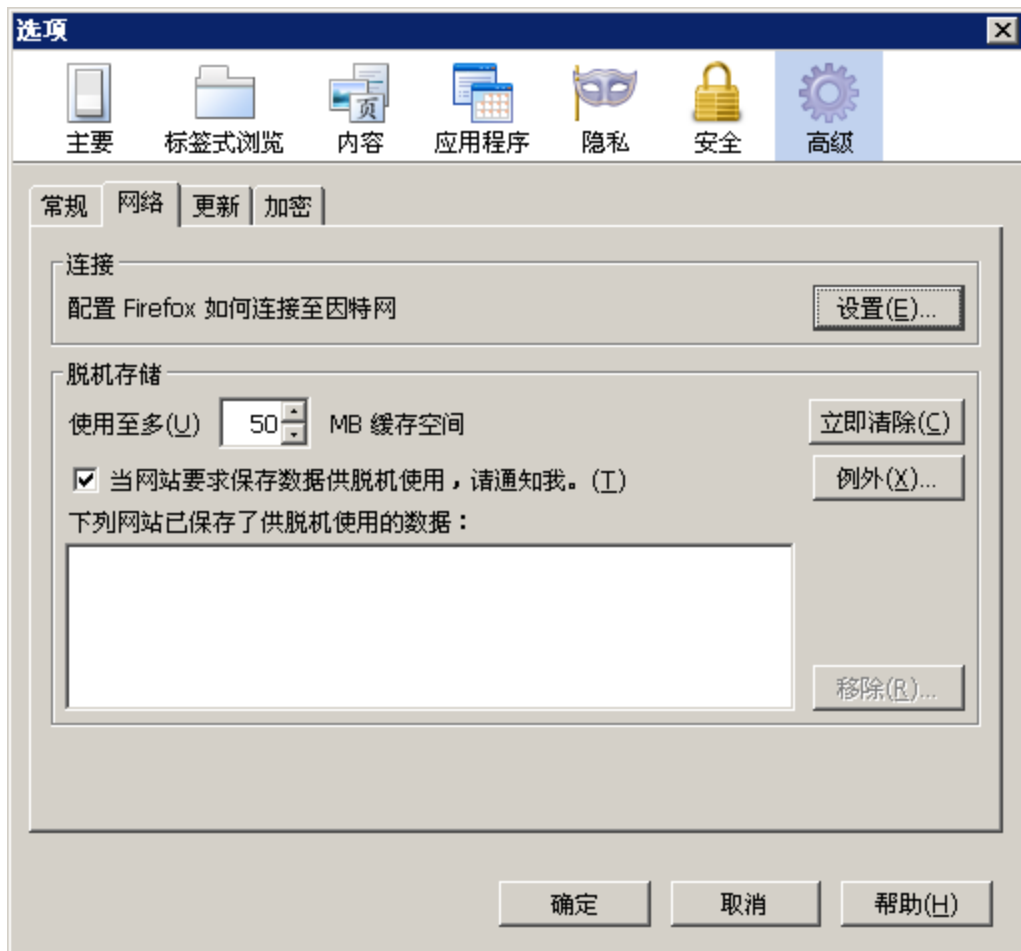 选项
主要 标签式浏览 内容 应用程序 隐私 安全 高级
页
常规 网络 更新 加密
连接
配置 Firefox 如何连接至因特网 设置(E)...
脱机存储
使用至多(U) 50 MB 缓存空间 立即清除(C)
当网站要求保存数据供脱机使用，请通知我。(T) 例外(X)...
下列网站已保存了供脱机使用的数据：
移除(R)...
确定 取消 帮助(H)